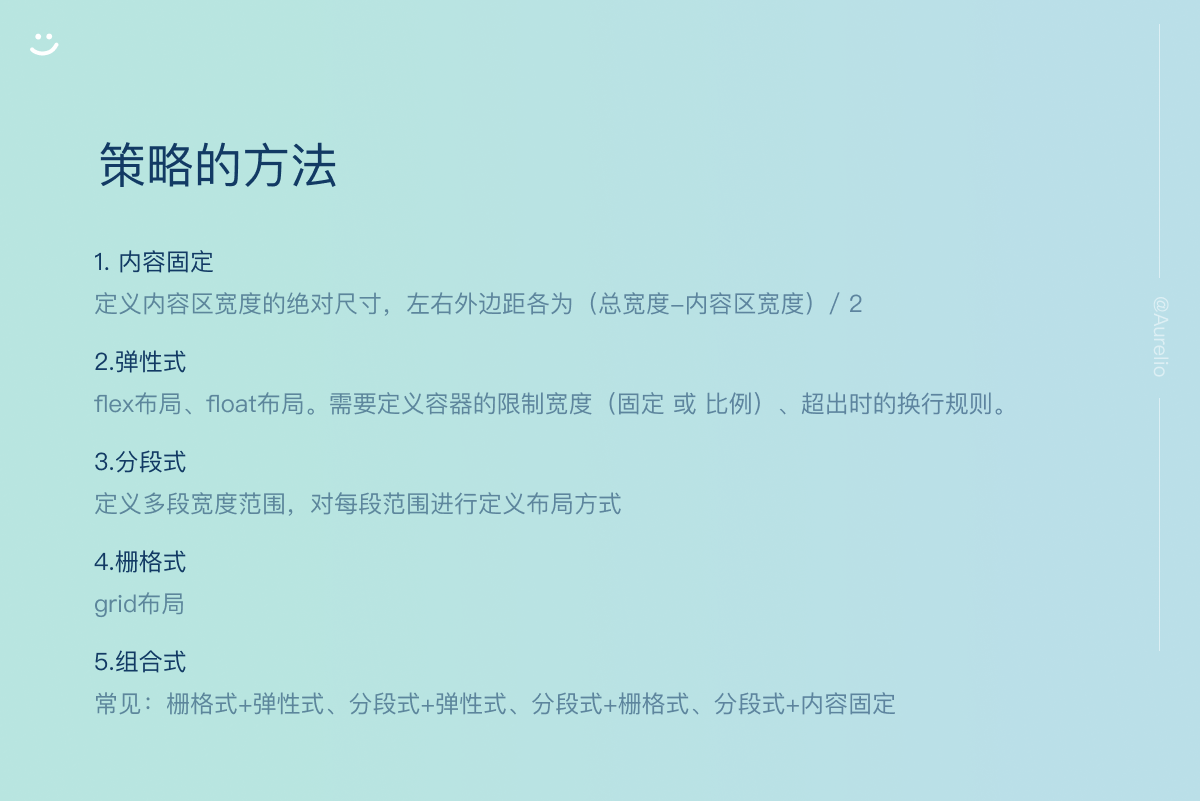 策略的方法
1. 内容固定
定义内容区宽度的绝对尺寸，左右外边距各为（总宽度–内容区宽度）/ 2
2.弹性式
flex布局、float布局。需要定义容器的限制宽度（固定 或 比例）、超出时的换行规则。
3.分段式
定义多段宽度范围，对每段范围进行定义布局方式
4.栅格式
grid布局
5.组合式
常见：栅格式+弹性式、分段式+弹性式、分段式+栅格式、分段式+内容固定
@Aurelio